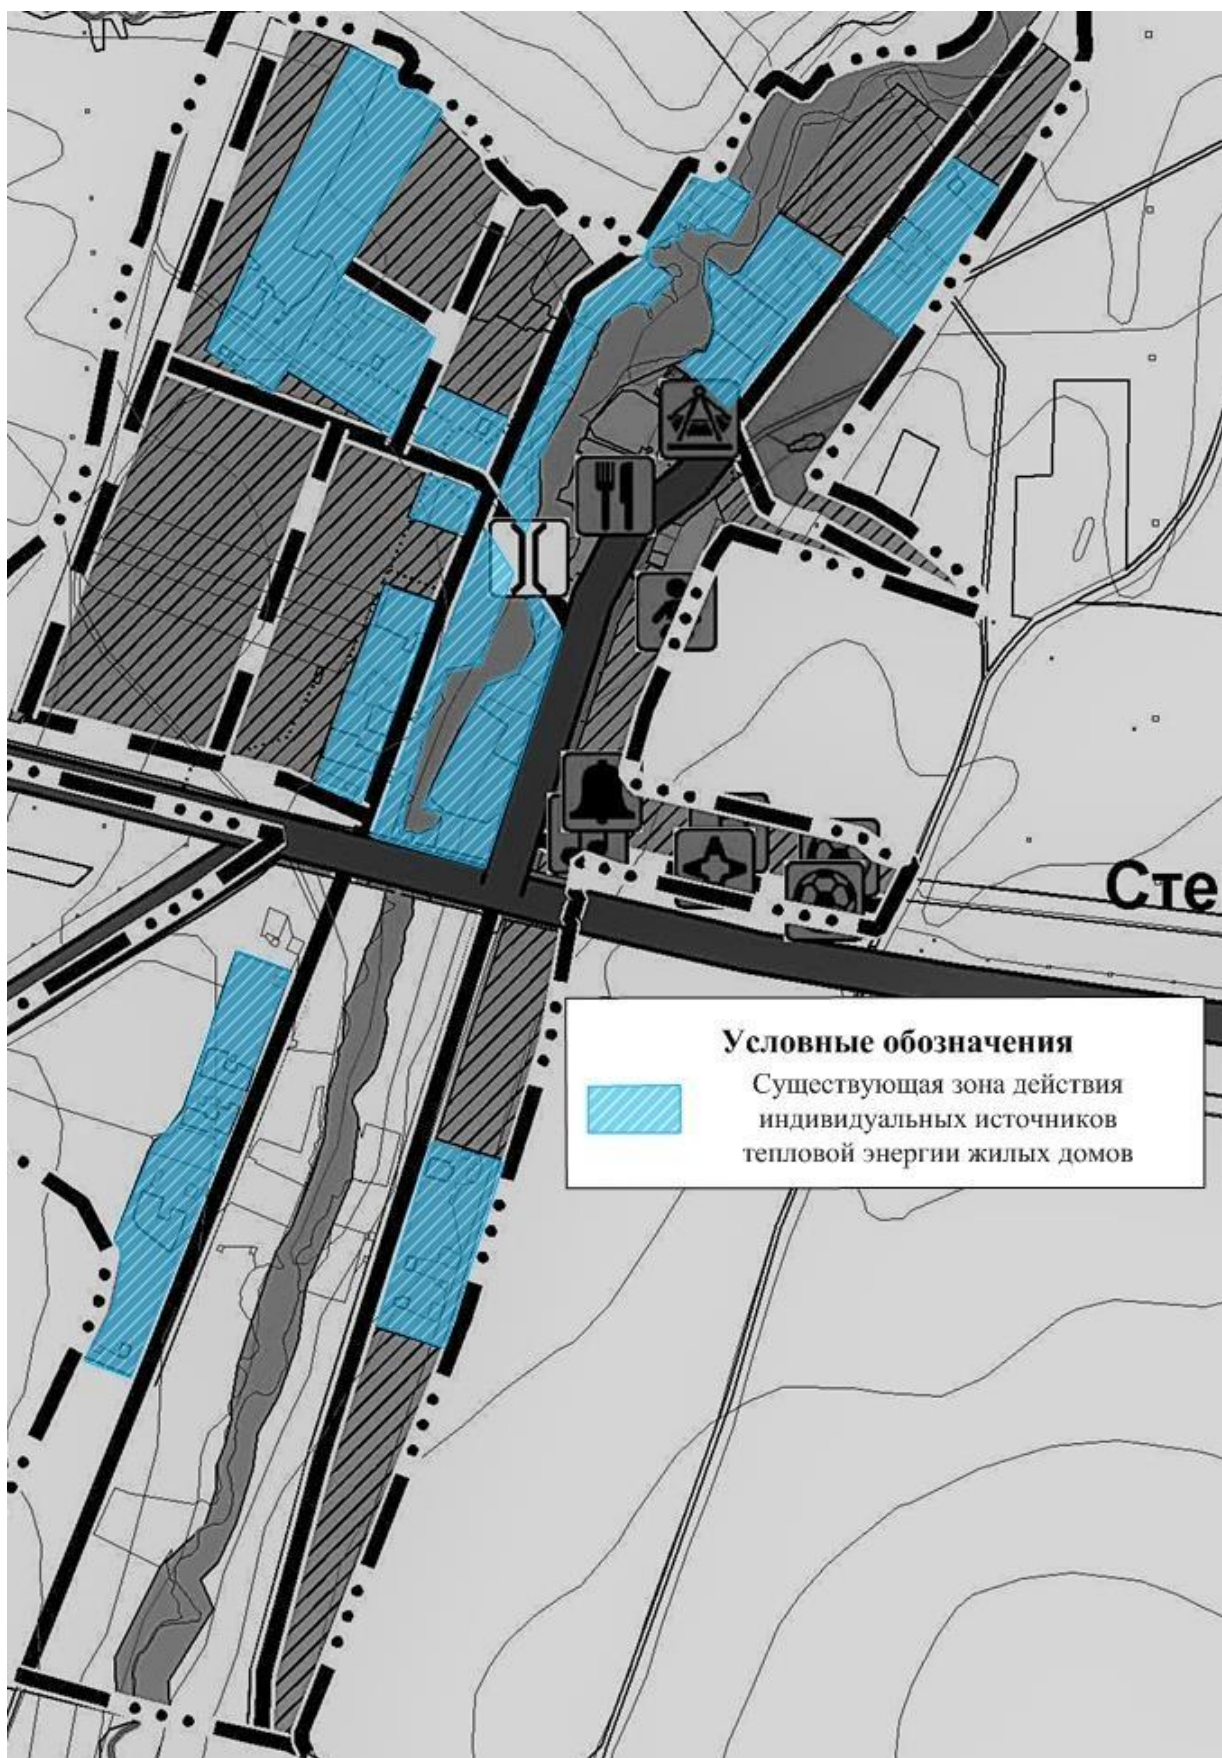 Сте
Условные обозначения
Существующая зона действия
индивидуальных источников
тепловой энергии жилых домов